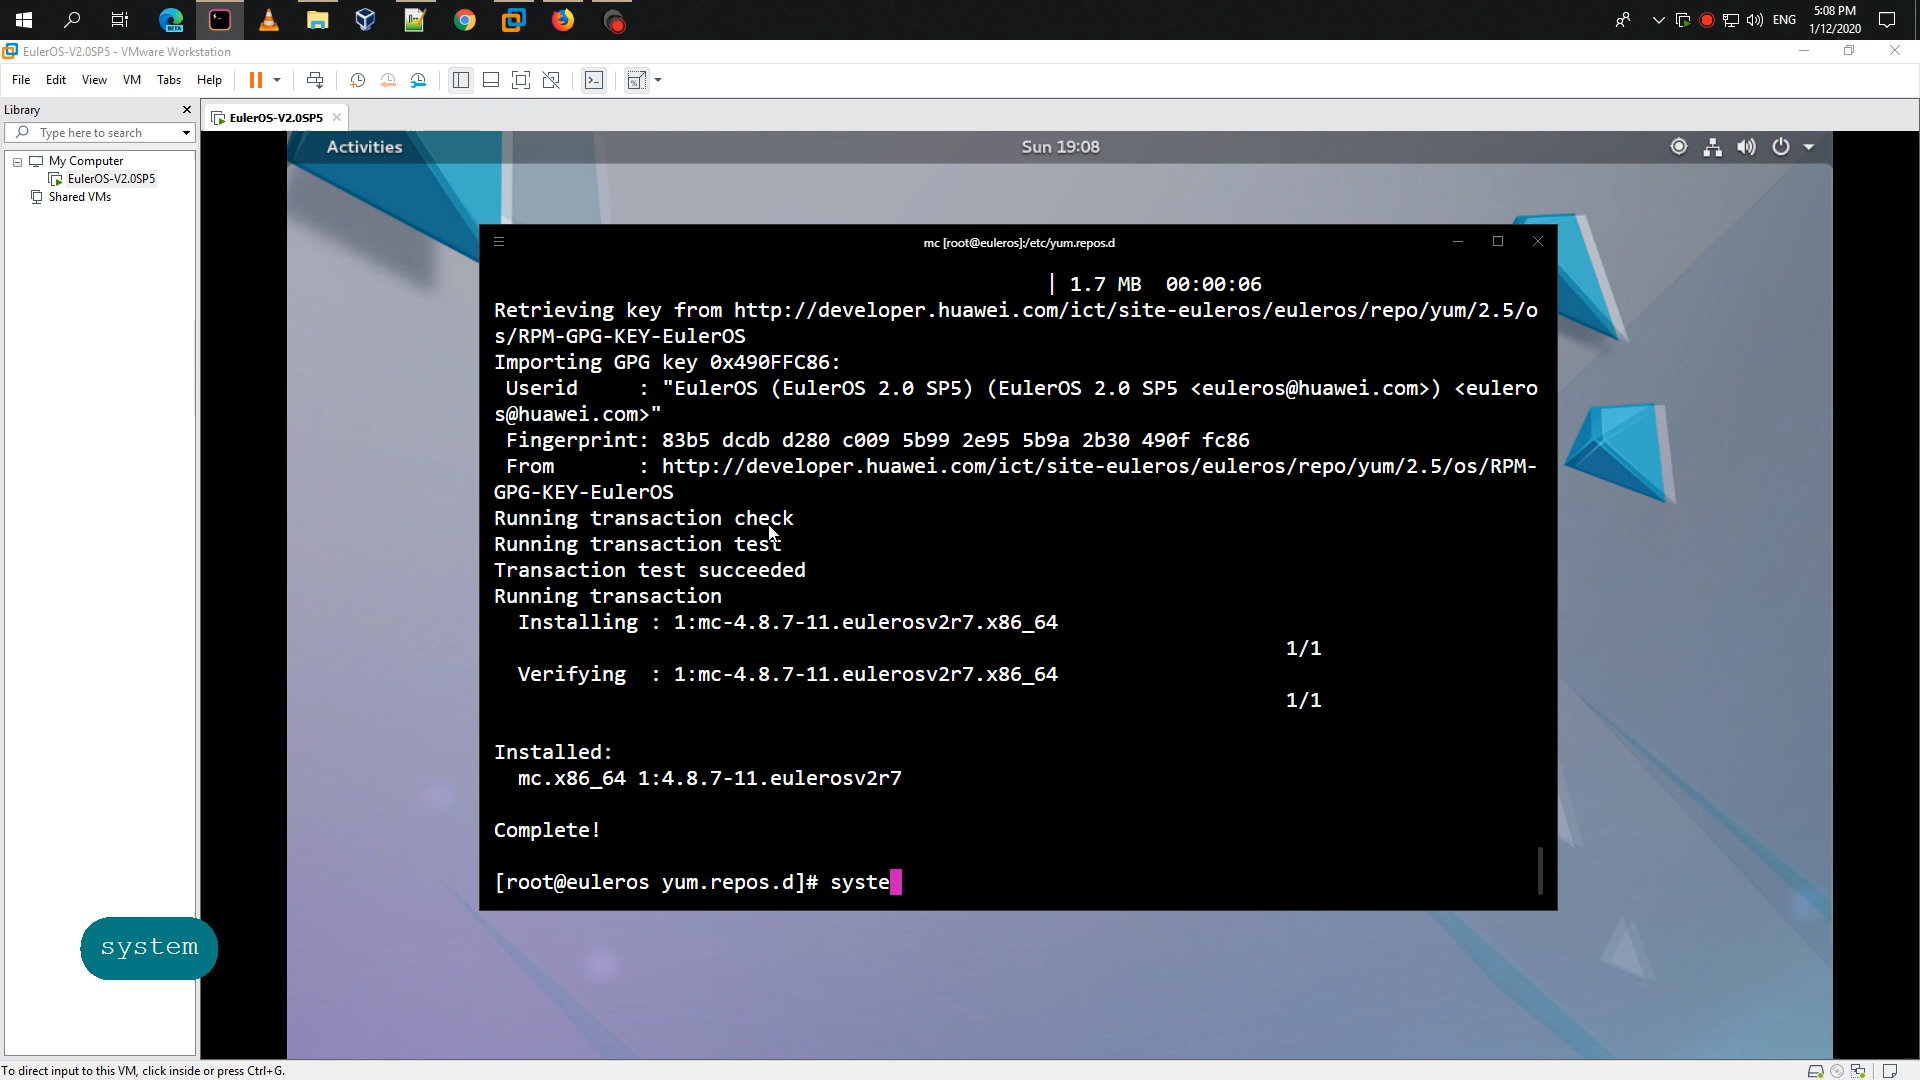 5:08 PM
ENG
1/12/2020
EulerOS-V2.0SP5 - VMware Workstation
File Edit View VM Tabs Help
Library
EulerOS-V2.0SP5
Type here to search
My Computer
EulerOS-V2.0SP5
Shared VMs
Activities
Sun 19:08
mc [root@euleros]:/etc/yum.repos.d
| 1.7 MB 00:00:06
Retrieving key from http://developer.huawei.com/ict/site-euleros/euleros/repo/yum/2.5/o
s/RPM-GPG-KEY-EulerOS
Importing GPG key 0x490FFC86:
Userid : "EulerOS (EulerOS 2.0 SP5) (EulerOS 2.0 SP5 <euleros@huawei.com>) <eulero
s@huawei.com>"
Fingerprint: 83b5 dcdb d280 c009 5b99 2e95 5b9a 2b30 490f fc86
From : http://developer.huawei.com/ict/site-euleros/euleros/repo/yum/2.5/os/RPM-
GPG-KEY-EulerOS
Running transaction check
Running transaction test
Transaction test succeeded
Running transaction
Installing : 1:mc-4.8.7-11.eulerosv2r7.x86_64
1/1
Verifying : 1:mc-4.8.7-11.eulerosv2r7.x86_64
1/1
Installed:
mc.x86_64 1:4.8.7-11.eulerosv2r7
Complete!
[root@euleros yum.repos.d]# syste
system
To direct input to this VM, click inside or press Ctrl+G.